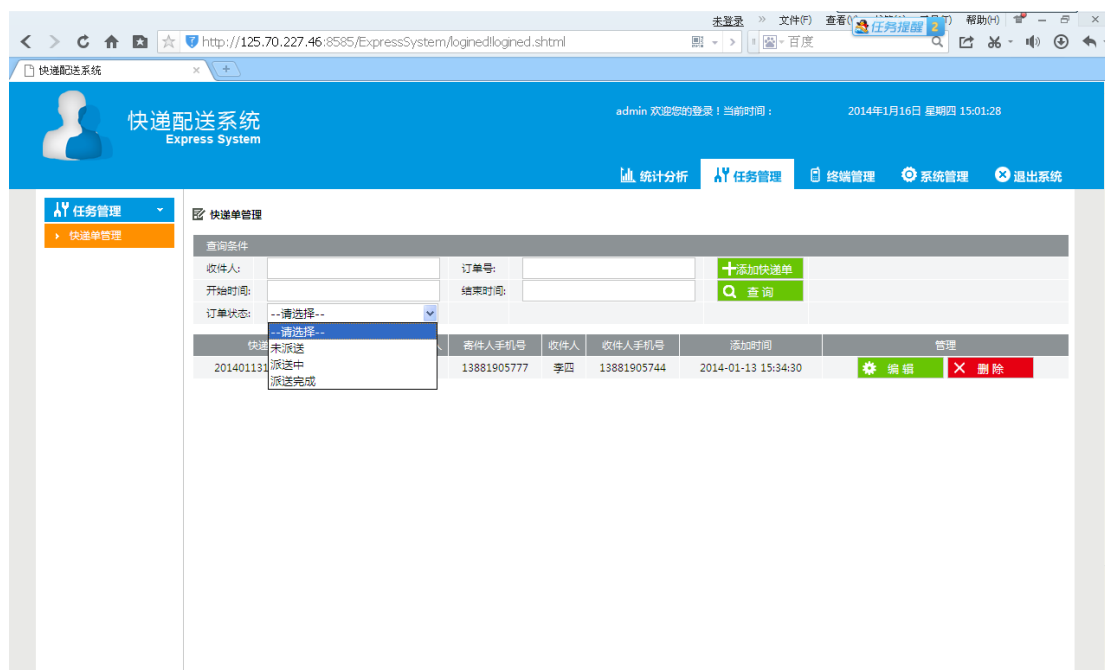 未登录 » 文件(F) 查看 帮助(H)
任务提醒 2
http://125.70.227.46:8585/ExpressSystem/logined!logined.shtml 百度
快递配送系统
快递配送系统
Express System
admin 欢迎您的登录！当前时间： 2014年1月16日 星期四 15:01:28
统计分析 任务管理 终端管理 系统管理 退出系统
任务管理
快递单管理
快递单管理
查询条件
收件人: 订单号: 添加快递单
开始时间: 结束时间: 查 询
订单状态: --请选择--
--请选择--
未派送
派送中
派送完成
快递 寄件人手机号 收件人 收件人手机号 添加时间 管理
201401131 13881905777 李四 13881905744 2014-01-13 15:34:30 编 辑 删 除